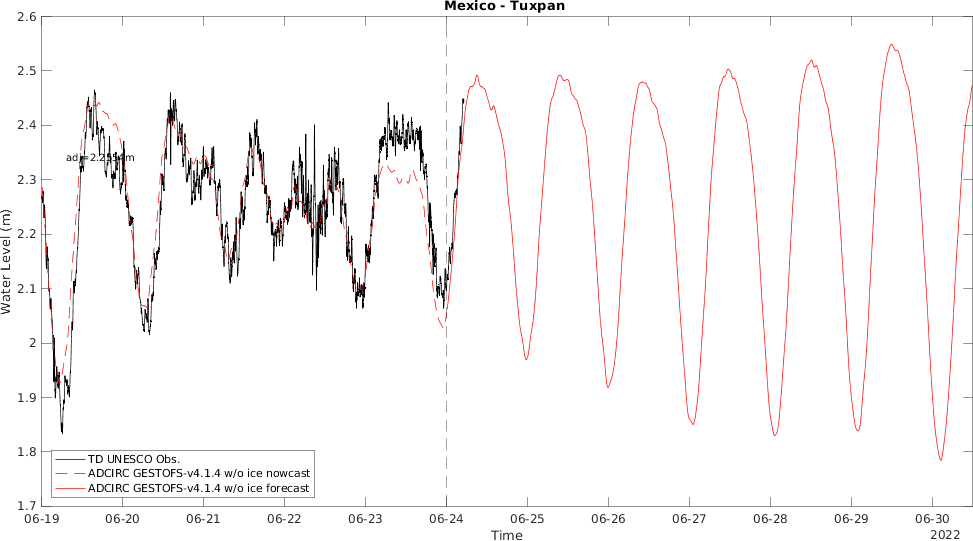 Mexico - Tuxpan
Water Level (m)
2.6
2.5
2.4
2.3
2.2
2.1
2
1.9
1.8
1.7
TD UNESCO Obs.
ADCIRC GESTOFS-v4.1.4 w/o ice nowcast
ADCIRC GESTOFS-v4.1.4 w/o ice forecast
06-19 06-20 06-21 06-22 06-23 06-24 06-25 06-26 06-27 06-28 06-29 06-30
Time
2022